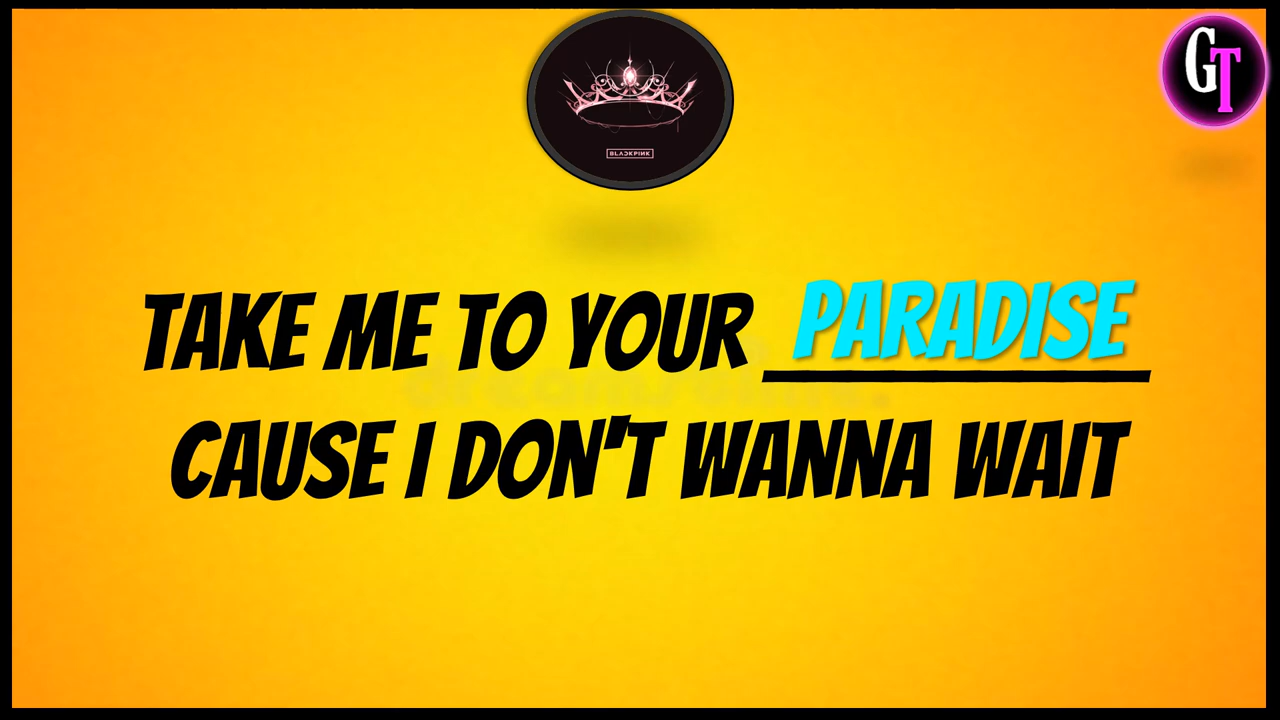 BLACKPINK
GT
TAKE ME TO YOUR PARADISE
CAUSE I DON'T WANNA WAIT